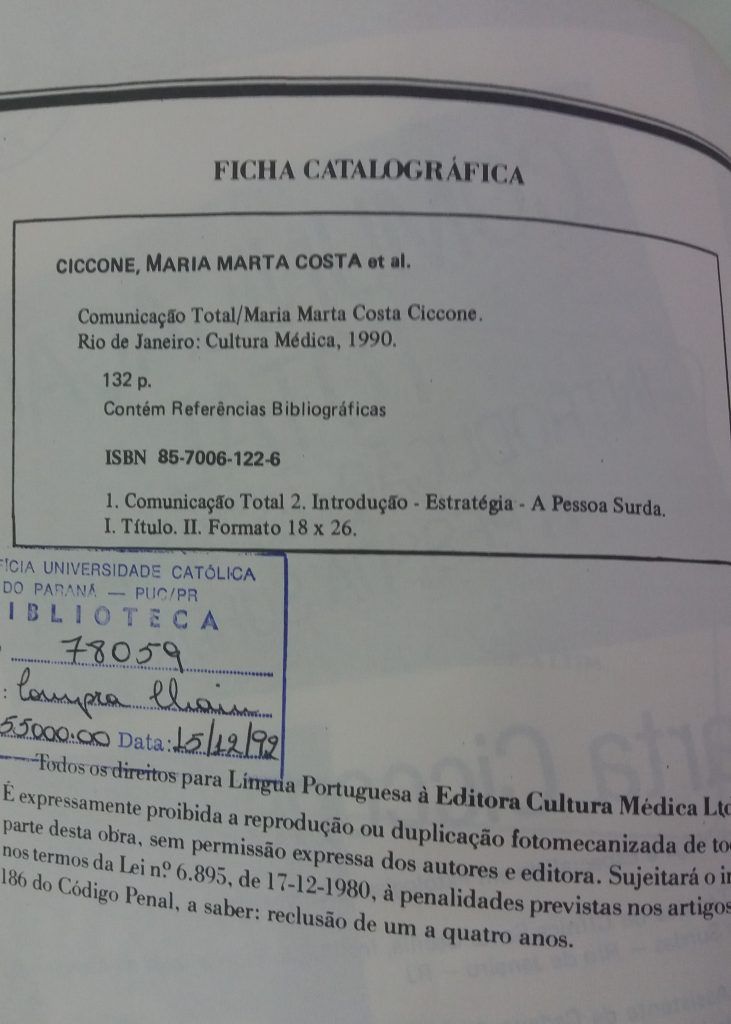 FICHA CATALOGRÁFICA
CICCONE, MARIA MARTA COSTA et al.
Comunicação Total/Maria Marta Costa Ciccone.
Rio de Janeiro: Cultura Médica, 1990.
132 p.
Contém Referências Bibliográficas
ISBN 85-7006-122-6
1. Comunicação Total 2. Introdução - Estratégia - A Pessoa Surda.
I. Título. II. Formato 18 x 26.
FICIA UNIVERSIDADE CATÓLICA
DO PARANÁ — PUC/PR
BIBLIOTECA
78059
: Compra
55000.00 Data: 15/12/92
Todos os direitos para Língua Portuguesa à Editora Cultura Médica Ltd
É expressamente proibida a reprodução ou duplicação fotomecanizada de to
parte desta obra, sem permissão expressa dos autores e editora. Sujeitará o in
nos termos da Lei nº 6.895, de 17-12-1980, à penalidades previstas nos artigos
186 do Código Penal, a saber: reclusão de um a quatro anos.